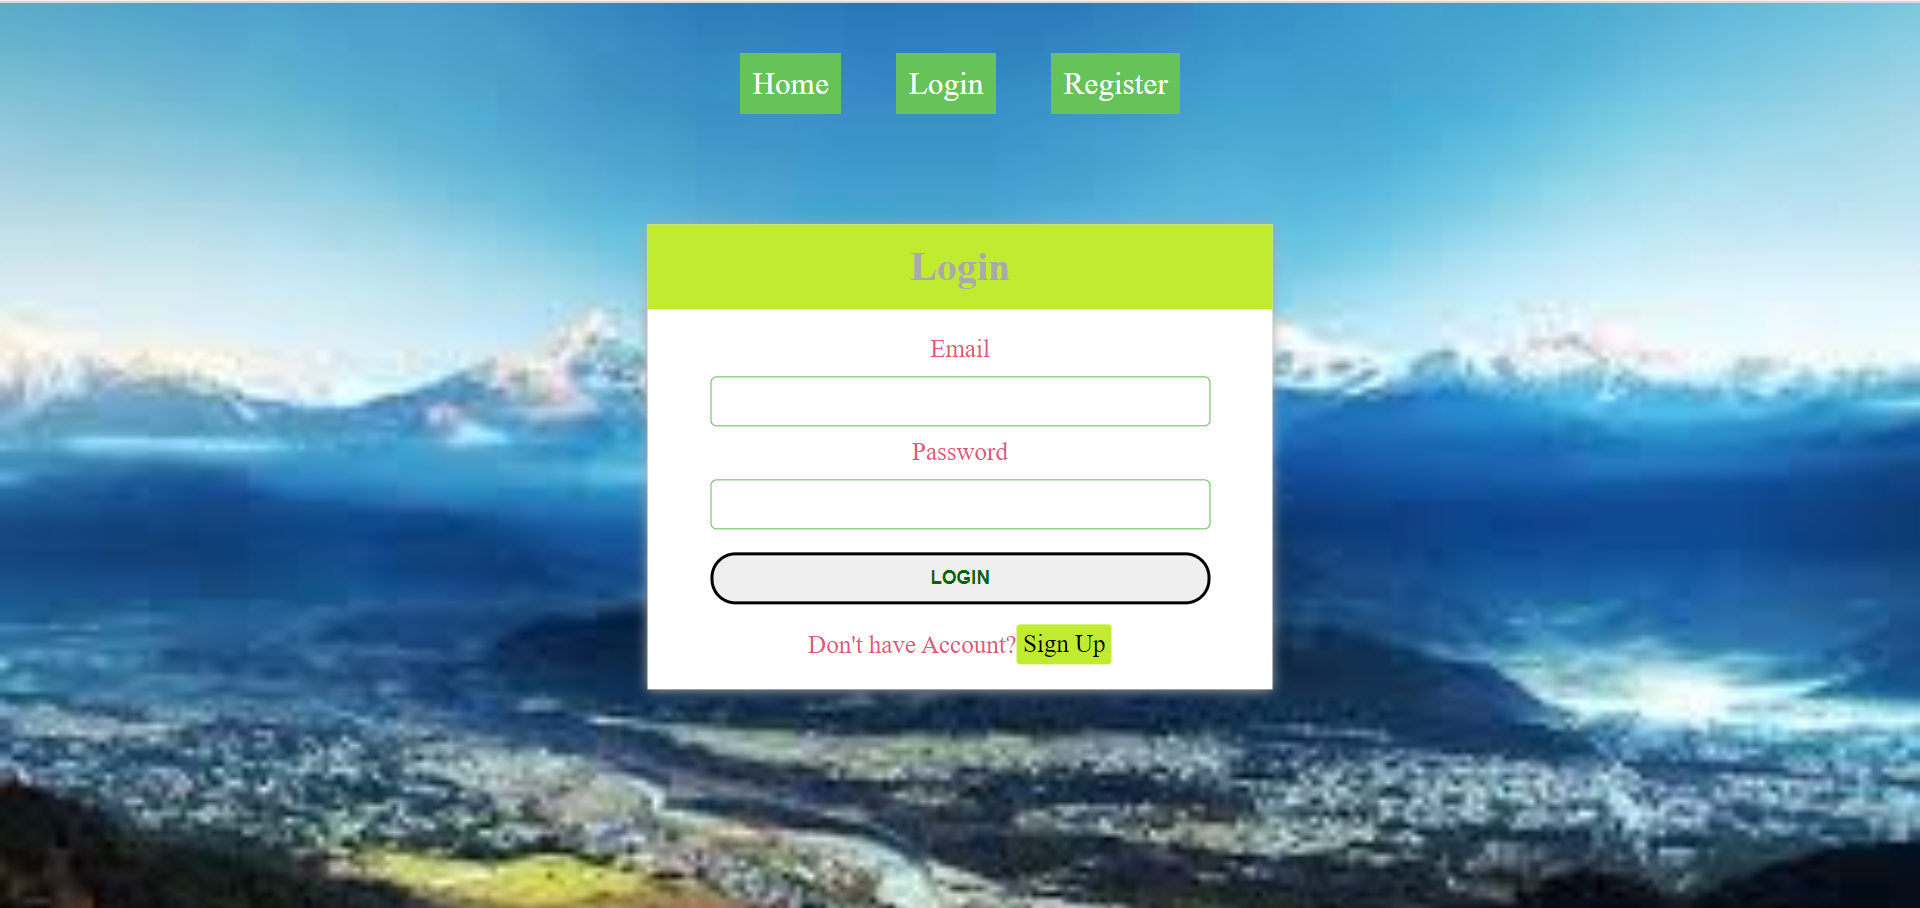 Home Login Register
Login
Email
Password
LOGIN
Don't have Account? Sign Up